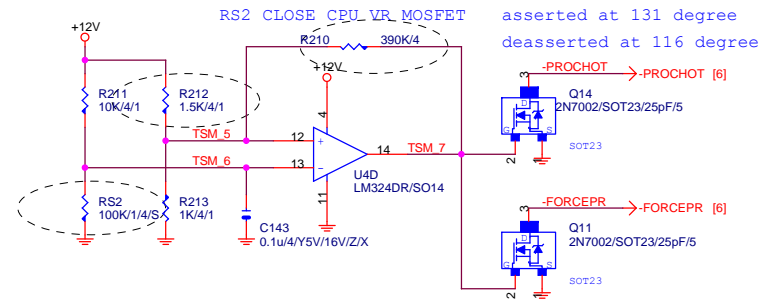 RS2 CLOSE CPU VR MOSFET asserted at 131 degree
deasserted at 116 degree
+12V
R210 390K/4
+12V
R211
10K/4/1
R212
1.5K/4/1
-PROCHOT
-PROCHOT [6]
3
Q14
2N7002/SOT23/25pF/5
D
G S
SOT23
2
1
4
TSM_5 12 +
TSM_6 13 -
14 TSM_7
U4D
LM324DR/SO14
11
RS2
100K/1/4/S
R213
1K/4/1
C143
0.1u/4/Y5V/16V/Z/X
-FORCEPR
-FORCEPR [6]
3
Q11
2N7002/SOT23/25pF/5
D
G S
SOT23
2
1